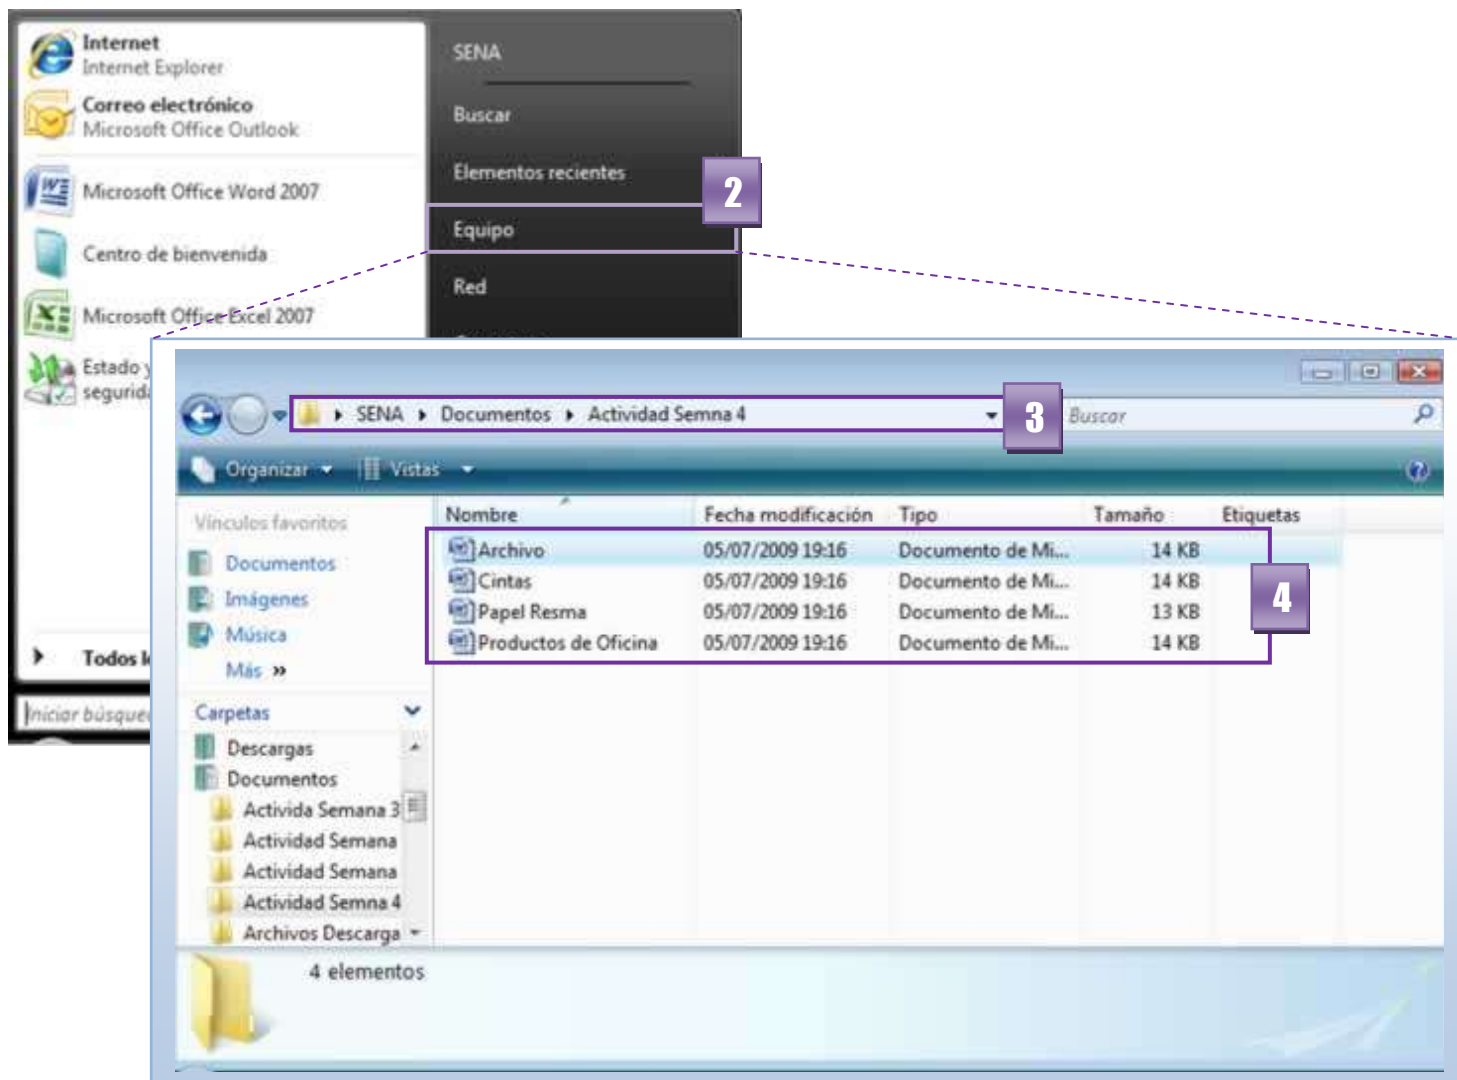 Internet
Internet Explorer
Correo electrónico
Microsoft Office Outlook
Microsoft Office Word 2007
Centro de bienvenida
Microsoft Office Excel 2007
Estado y
segurida
Todos l
Iniciar búsque
SENA
Buscar
Elementos recientes
2
Equipo
Red
SENA Documentos Actividad Semna 4
3
Buscar
Organizar Vistas
Vínculos favoritos
Documentos
Imágenes
Música
Más »
Carpetas
Descargas
Documentos
Activida Semana 3
Actividad Semana
Actividad Semana
Actividad Semna 4
Archivos Descarga
Nombre Fecha modificación Tipo Tamaño Etiquetas
Archivo 05/07/2009 19:16 Documento de Mi... 14 KB
Cintas 05/07/2009 19:16 Documento de Mi... 14 KB
Papel Resma 05/07/2009 19:16 Documento de Mi... 13 KB
Productos de Oficina 05/07/2009 19:16 Documento de Mi... 14 KB
4
4 elementos